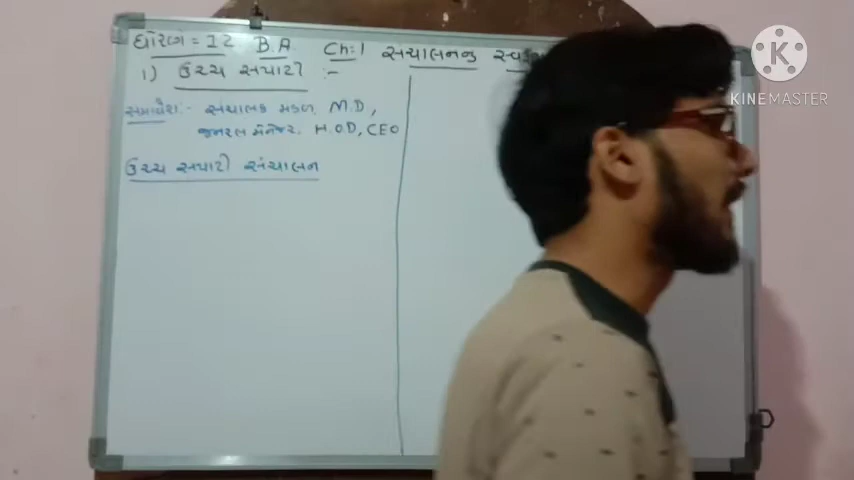 ધોરણ = 12 B.A. Ch:1 સંચાલનનુ
1) ઉચ્ચ સપાટી :-
સમાવેશ:- સંચાલક મંડળ, M.D,
જનરલ મેનેજર. H.O.D, CEO
ઉચ્ચ સપાટી સંચાલન
KINEMASTER